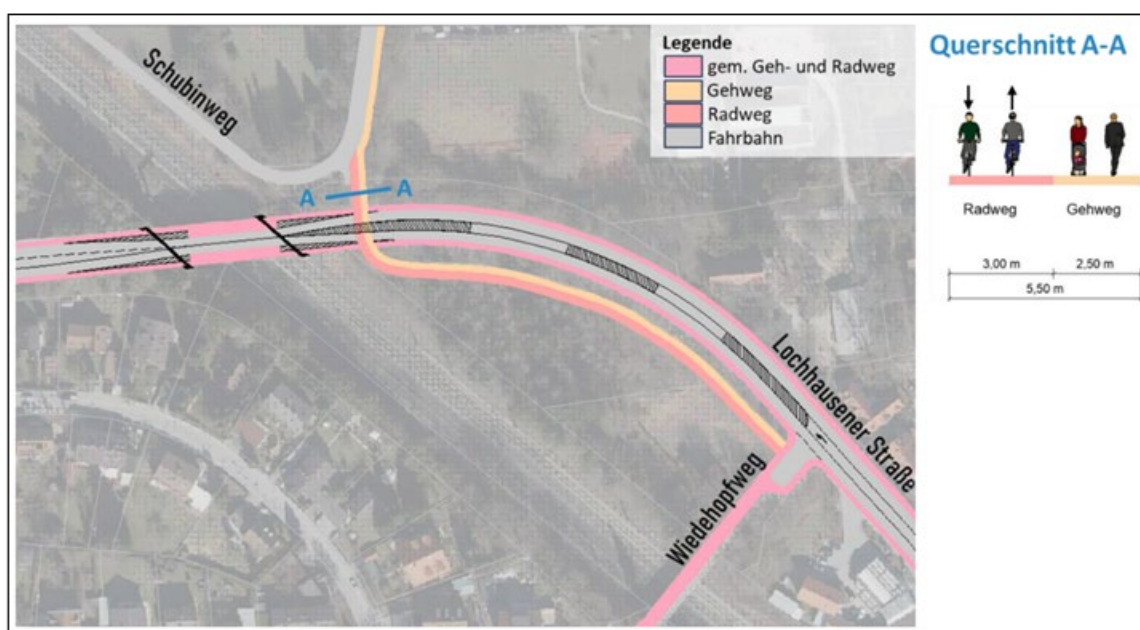 Schubinweg
Legende
gem. Geh- und Radweg
Gehweg
Radweg
Fahrbahn
A A
Lochhausener Straße
Wiedehopfweg
Querschnitt A-A
Radweg Gehweg
3,00 m 2,50 m
5,50 m